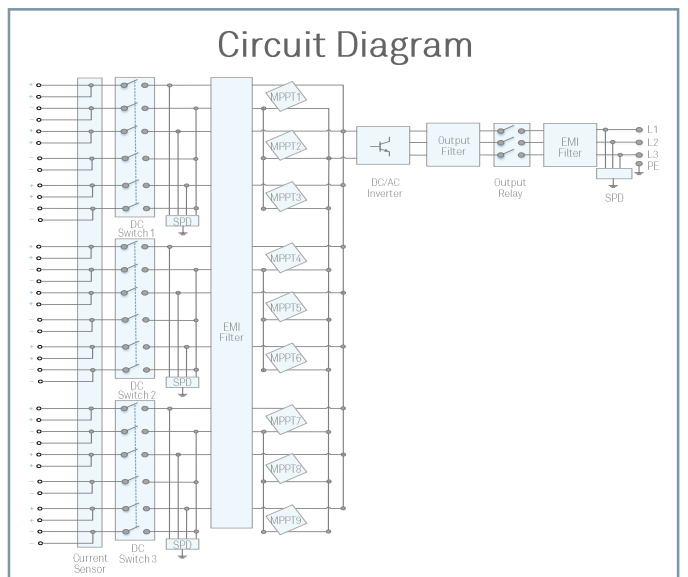 Circuit Diagram
MPPT1
MPPT2
MPPT3
MPPT4
MPPT5
MPPT6
MPPT7
MPPT8
MPPT9
SPD
DC
Switch 1
SPD
DC
Switch 2
SPD
DC
Switch 3
Current
Sensor
EMI
Filter
DC/AC
Inverter
Output
Filter
Output
Relay
EMI
Filter
L1
L2
L3
PE
SPD